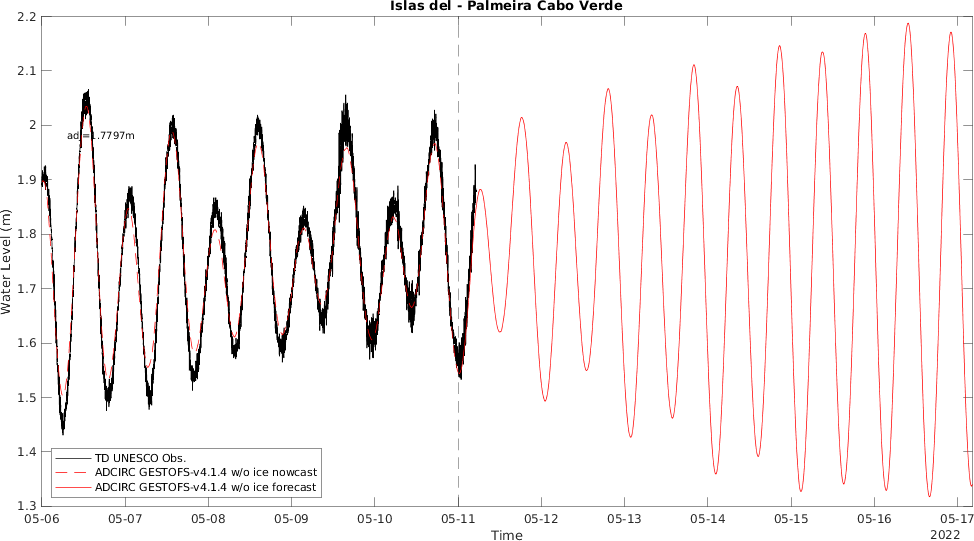 Islas del - Palmeira Cabo Verde
2.2
2.1
2
1.9
1.8
1.7
1.6
1.5
1.4
1.3
Water Level (m)
adj=1.7797m
TD UNESCO Obs.
ADCIRC GESTOFS-v4.1.4 w/o ice nowcast
ADCIRC GESTOFS-v4.1.4 w/o ice forecast
05-06 05-07 05-08 05-09 05-10 05-11 05-12 05-13 05-14 05-15 05-16 05-17
Time
2022